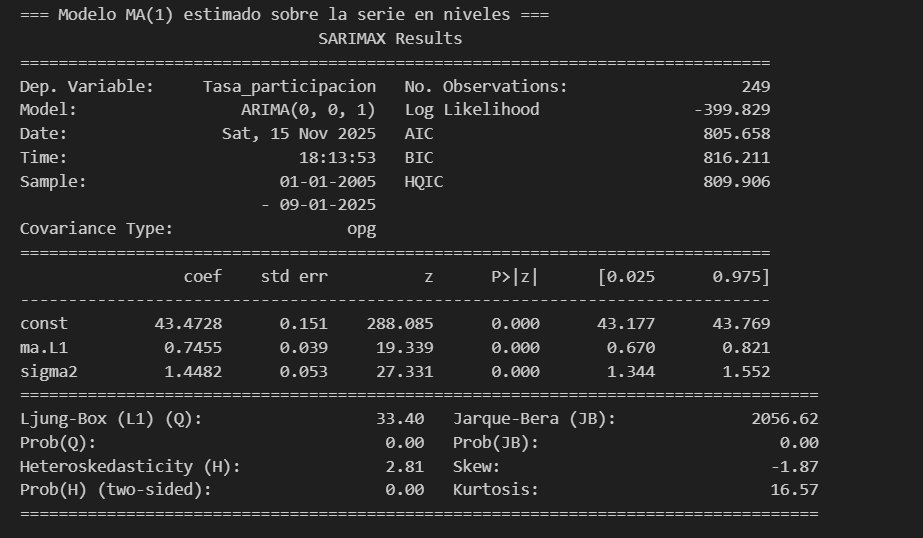 === Modelo MA(1) estimado sobre la serie en niveles ===
                               SARIMAX Results
==============================================================================
Dep. Variable:     Tasa_participacion   No. Observations:                  249
Model:                 ARIMA(0, 0, 1)   Log Likelihood                -399.829
Date:                Sat, 15 Nov 2025   AIC                            805.658
Time:                        18:13:53   BIC                            816.211
Sample:                    01-01-2005   HQIC                           809.906
                         - 09-01-2025
Covariance Type:                  opg
==============================================================================
                 coef    std err          z      P>|z|      [0.025      0.975]
------------------------------------------------------------------------------
const         43.4728      0.151    288.085      0.000      43.177      43.769
ma.L1          0.7455      0.039     19.339      0.000       0.670       0.821
sigma2         1.4482      0.053     27.331      0.000       1.344       1.552
===================================================================================
Ljung-Box (L1) (Q):                  33.40   Jarque-Bera (JB):              2056.62
Prob(Q):                              0.00   Prob(JB):                         0.00
Heteroskedasticity (H):               2.81   Skew:                            -1.87
Prob(H) (two-sided):                  0.00   Kurtosis:                        16.57
===================================================================================